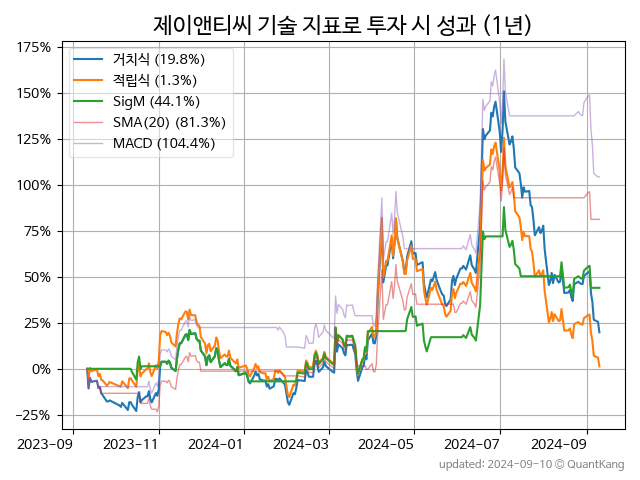 제이앤티씨 기술 지표로 투자 시 성과 (1년)
175%
150%
125%
100%
75%
50%
25%
0%
−25%
거치식 (19.8%)
적립식 (1.3%)
SigM (44.1%)
SMA(20) (81.3%)
MACD (104.4%)
2023-09 2023-11 2024-01 2024-03 2024-05 2024-07 2024-09
updated: 2024-09-10 © QuantKang